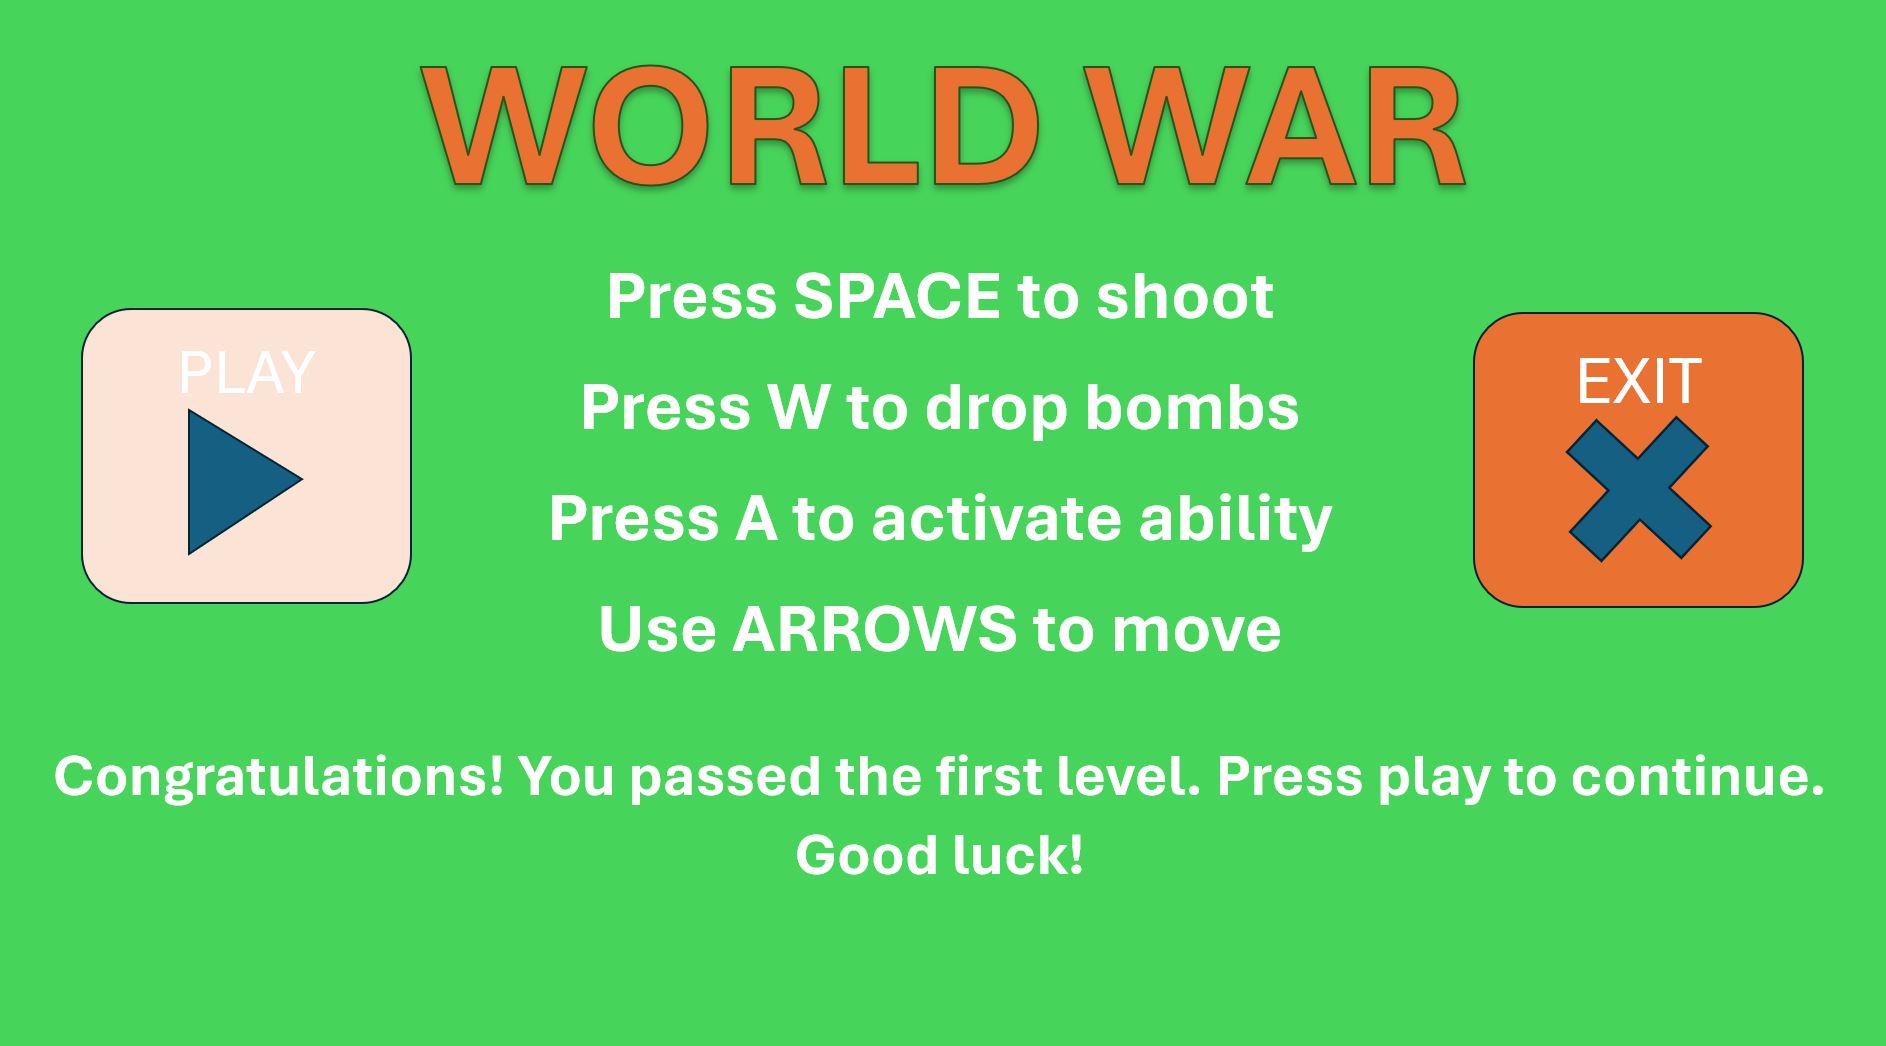 WORLD WAR
Press SPACE to shoot
PLAY
EXIT
Press W to drop bombs
Press A to activate ability
Use ARROWS to move
Congratulations! You passed the first level. Press play to continue.
Good luck!